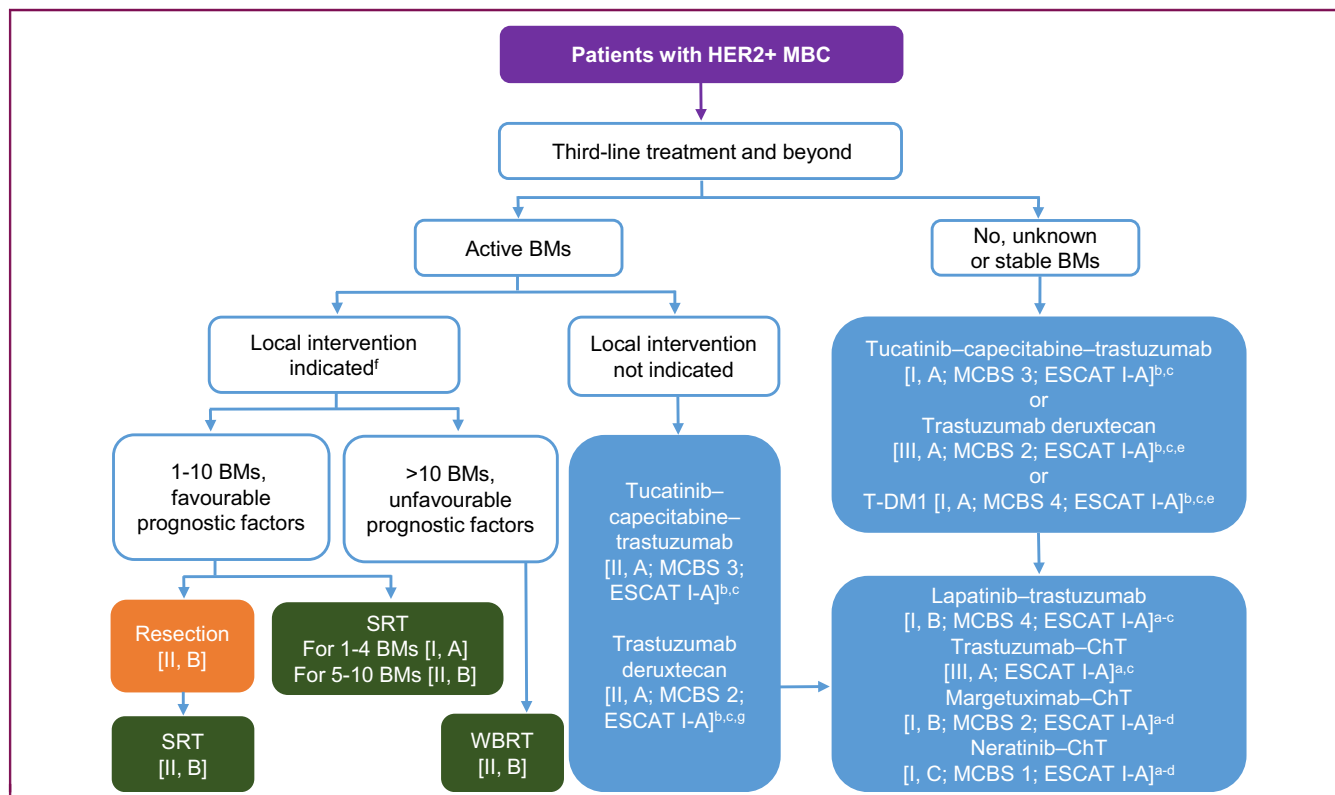 Patients with HER2+ MBC
Third-line treatment and beyond
Active BMs
No, unknown
or stable BMs
Local intervention
indicatedᶠ
Local intervention
not indicated
Tucatinib–capecitabine–trastuzumab
[I, A; MCBS 3; ESCAT I-A]ᵇ,ᶜ
or
Trastuzumab deruxtecan
[III, A; MCBS 2; ESCAT I-A]ᵇ,ᶜ,ᵉ
or
T-DM1 [I, A; MCBS 4; ESCAT I-A]ᵇ,ᶜ,ᵉ
1-10 BMs,
favourable
prognostic factors
>10 BMs,
unfavourable
prognostic factors
Tucatinib–
capecitabine–
trastuzumab
[II, A; MCBS 3;
ESCAT I-A]ᵇ,ᶜ
Trastuzumab
deruxtecan
[II, A; MCBS 2;
ESCAT I-A]ᵇ,ᶜ,ᵍ
Resection
[II, B]
SRT
For 1-4 BMs [I, A]
For 5-10 BMs [II, B]
Lapatinib–trastuzumab
[I, B; MCBS 4; ESCAT I-A]ᵃ-ᶜ
Trastuzumab–ChT
[III, A; ESCAT I-A]ᵃ,ᶜ
Margetuximab–ChT
[I, B; MCBS 2; ESCAT I-A]ᵃ-ᵈ
Neratinib–ChT
[I, C; MCBS 1; ESCAT I-A]ᵃ-ᵈ
SRT
[II, B]
WBRT
[II, B]